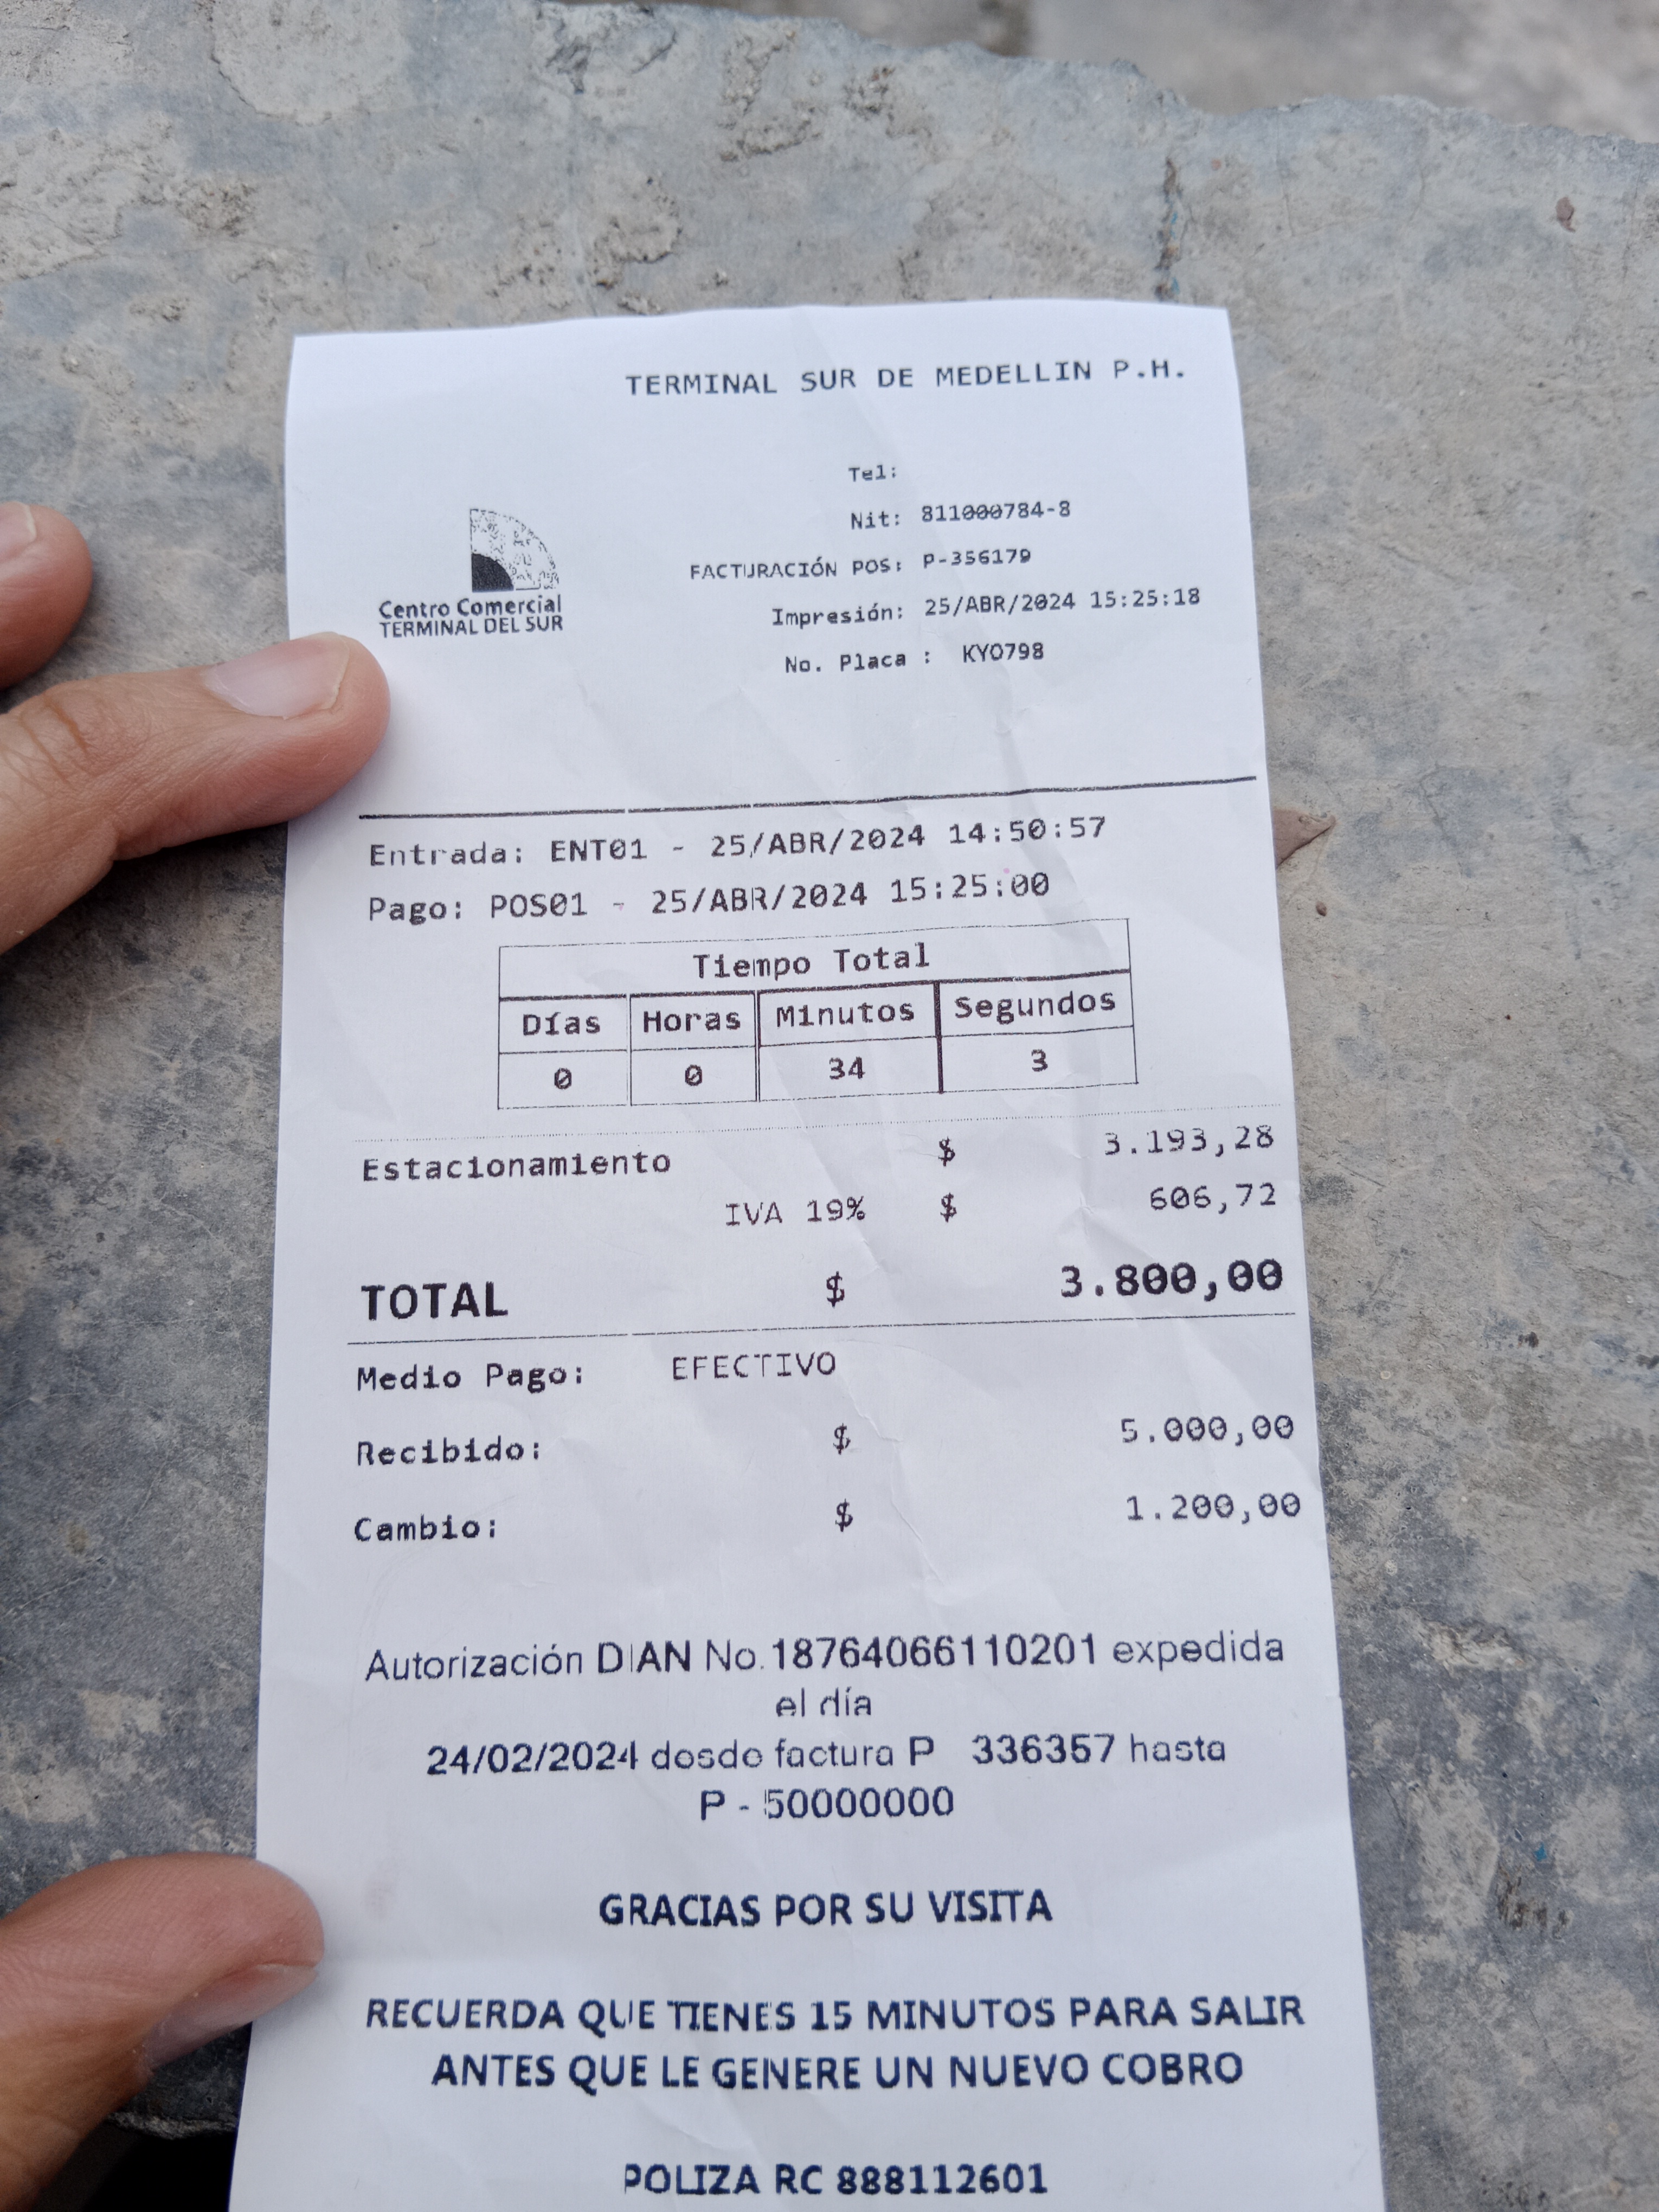 TERMINAL SUR DE MEDELLIN P.H.
Tel:
Nit: 811000784-8
FACTURACIÓN POS: P-356179
Impresión: 25/ABR/2024 15:25:18
No. Placa : KYO798
Centro Comercial
TERMINAL DEL SUR
Entrada: ENT01 - 25/ABR/2024 14:50:57
Pago: POS01 - 25/ABR/2024 15:25:00
Tiempo Total
Días Horas Minutos Segundos
0 0 34 3
Estacionamiento $ 3.193,28
IVA 19% $ 606,72
TOTAL $ 3.800,00
Medio Pago: EFECTIVO
Recibido: $ 5.000,00
Cambio: $ 1.200,00
Autorización DIAN No.18764066110201 expedida
el día
24/02/2024 desde factura P 336357 hasta
P - 50000000
GRACIAS POR SU VISITA
RECUERDA QUE TIENES 15 MINUTOS PARA SALIR
ANTES QUE LE GENERE UN NUEVO COBRO
POLIZA RC 888112601